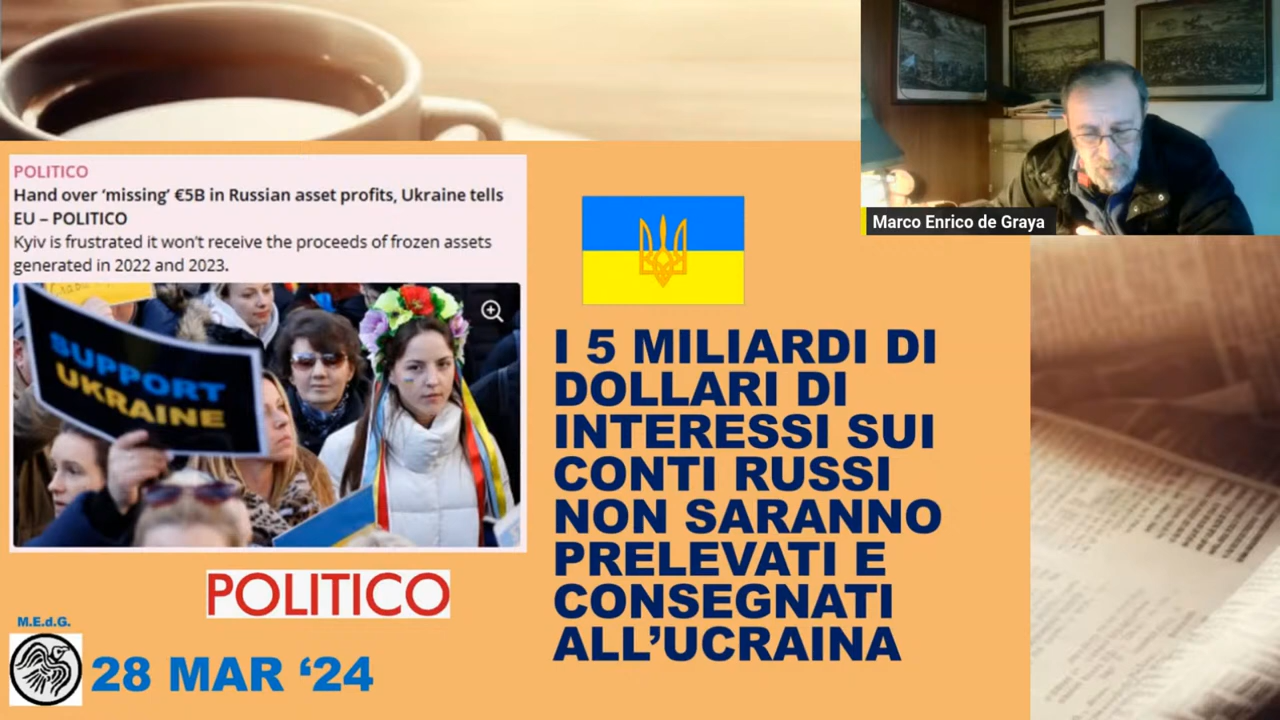 POLITICO
Hand over ‘missing’ €5B in Russian asset profits, Ukraine tells
EU – POLITICO
Kyiv is frustrated it won’t receive the proceeds of frozen assets
generated in 2022 and 2023.
SUPPORT
UKRAINE
POLITICO
M.E.d.G.
28 MAR ‘24
I 5 MILIARDI DI
DOLLARI DI
INTERESSI SUI
CONTI RUSSI
NON SARANNO
PRELEVATI E
CONSEGNATI
ALL’UCRAINA
Marco Enrico de Graya